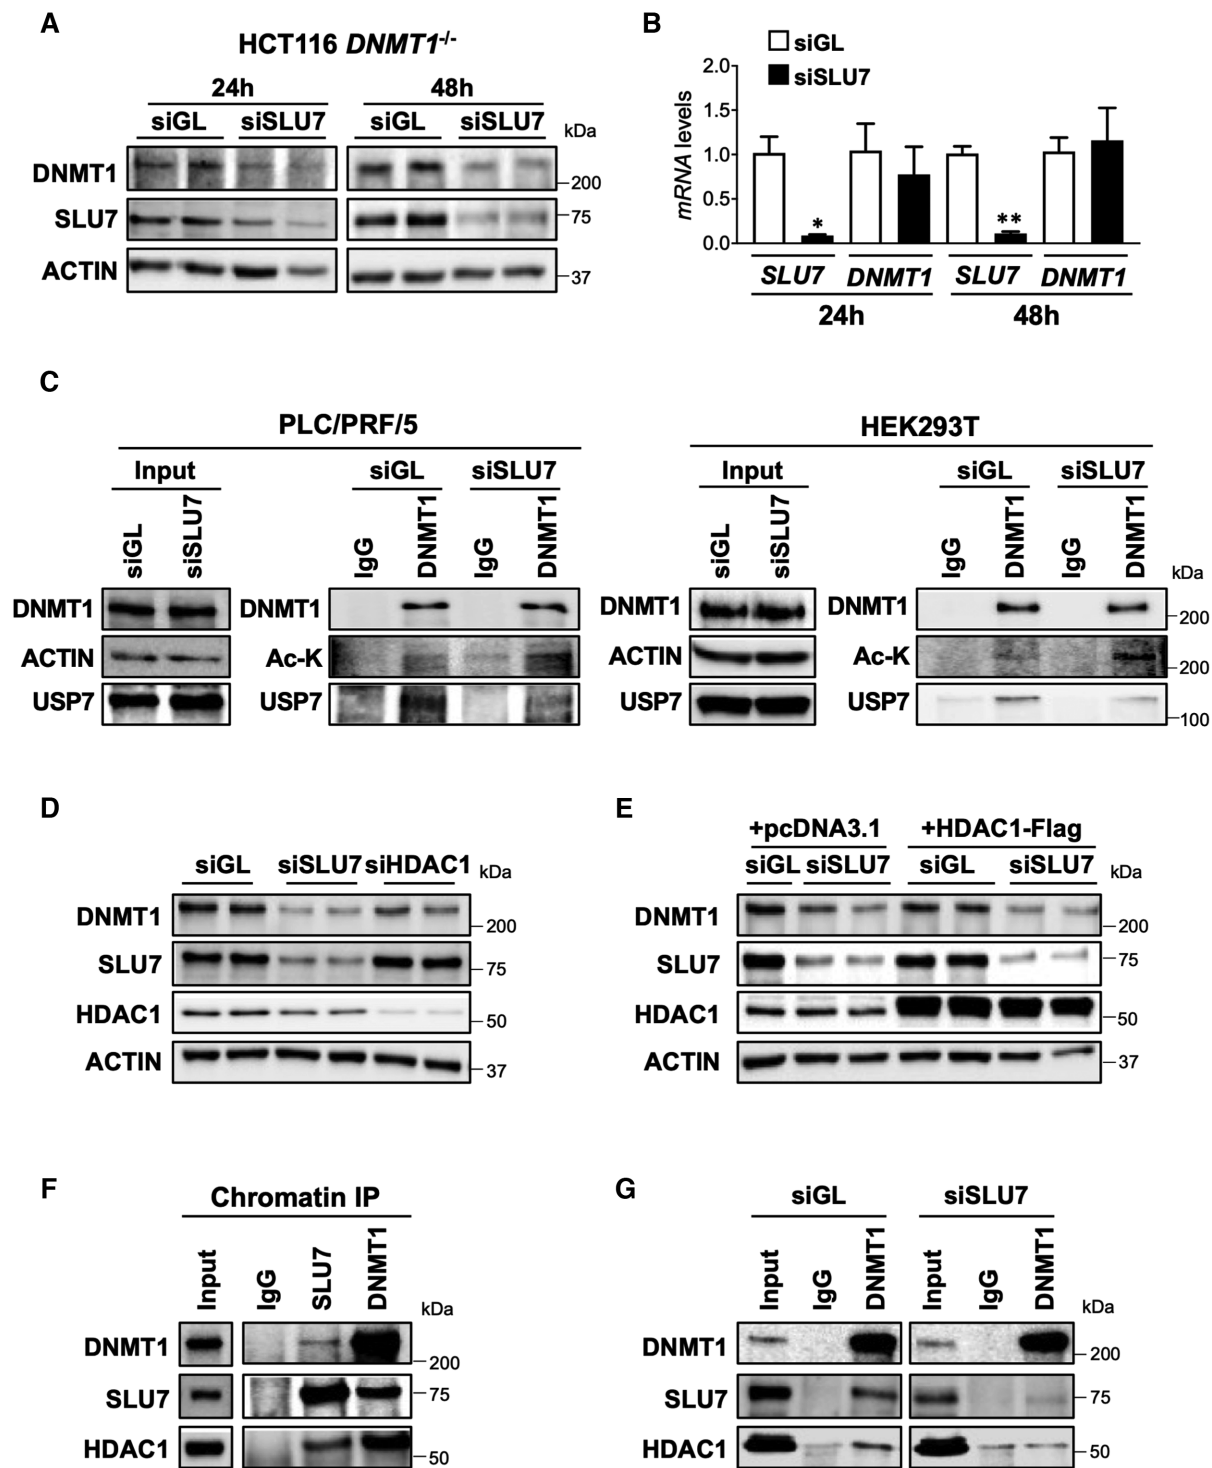 A
HCT116 DNMT1-/-
24h 48h
siGL siSLU7 siGL siSLU7 kDa
DNMT1 200
SLU7 75
ACTIN 37
B
siGL
siSLU7
mRNA levels
2.0
1.5
1.0
0.5
0.0
* **
SLU7 DNMT1 SLU7 DNMT1
24h 48h
C
PLC/PRF/5
Input siGL siSLU7
siGL siSLU7 IgG DNMT1 IgG DNMT1
DNMT1 DNMT1
ACTIN Ac-K
USP7 USP7
HEK293T
Input siGL siSLU7
siGL siSLU7 IgG DNMT1 IgG DNMT1 kDa
DNMT1 DNMT1 200
ACTIN Ac-K 200
USP7 USP7 100
D
siGL siSLU7 siHDAC1 kDa
DNMT1 200
SLU7 75
HDAC1 50
ACTIN 37
E
+pcDNA3.1 +HDAC1-Flag
siGL siSLU7 siGL siSLU7 kDa
DNMT1 200
SLU7 75
HDAC1 50
ACTIN 37
F
Chromatin IP
Input IgG SLU7 DNMT1 kDa
DNMT1 200
SLU7 75
HDAC1 50
G
siGL siSLU7
Input IgG DNMT1 Input IgG DNMT1 kDa
DNMT1 200
SLU7 75
HDAC1 50